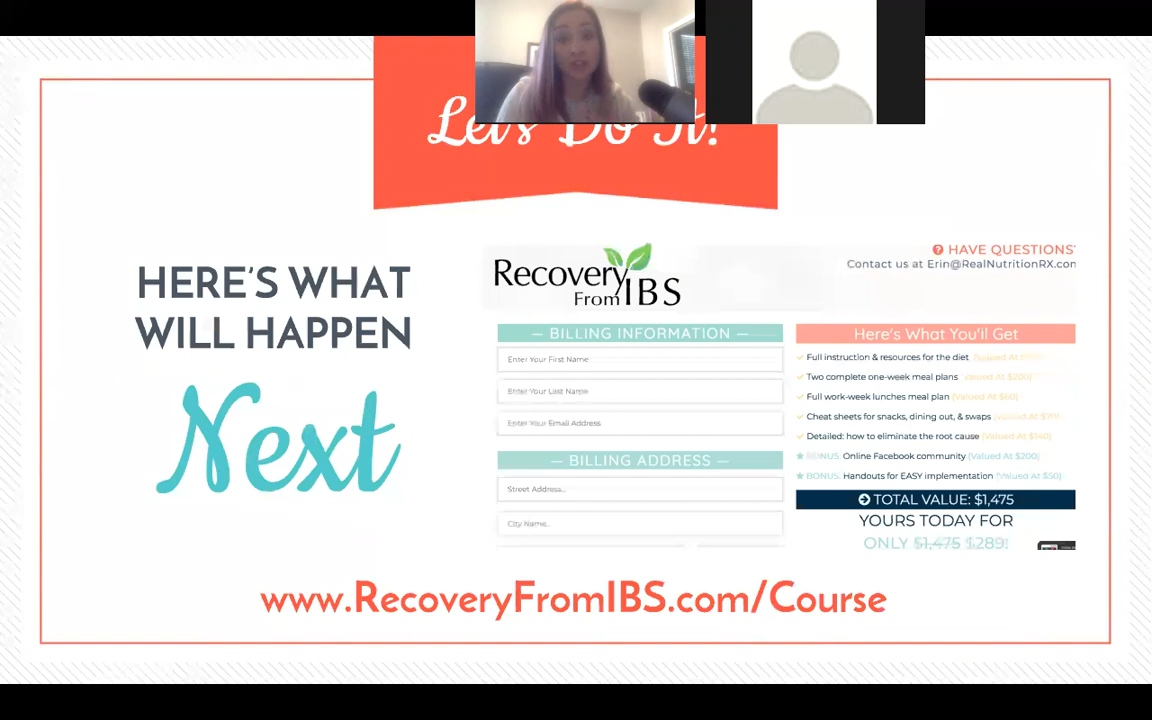 Let's Do It!
HERE'S WHAT
WILL HAPPEN
Next
Recovery
From IBS
HAVE QUESTIONS
Contact us at Erin@RealNutritionRX.com
— BILLING INFORMATION —
Enter Your First Name
Enter Your Last Name
Enter Your Email Address
— BILLING ADDRESS —
Street Address...
City Name..
Here's What You'll Get
Full instruction & resources for the diet
Two complete one-week meal plans (Valued At $200)
Full work-week lunches meal plan (Valued At $60)
Cheat sheets for snacks, dining out, & swaps
Detailed: how to eliminate the root cause (Valued At $140)
BONUS: Online Facebook community (Valued At $200)
BONUS: Handouts for EASY implementation (Valued At $50)
TOTAL VALUE: $1,475
YOURS TODAY FOR
ONLY $1,475 $289!
www.RecoveryFromIBS.com/Course